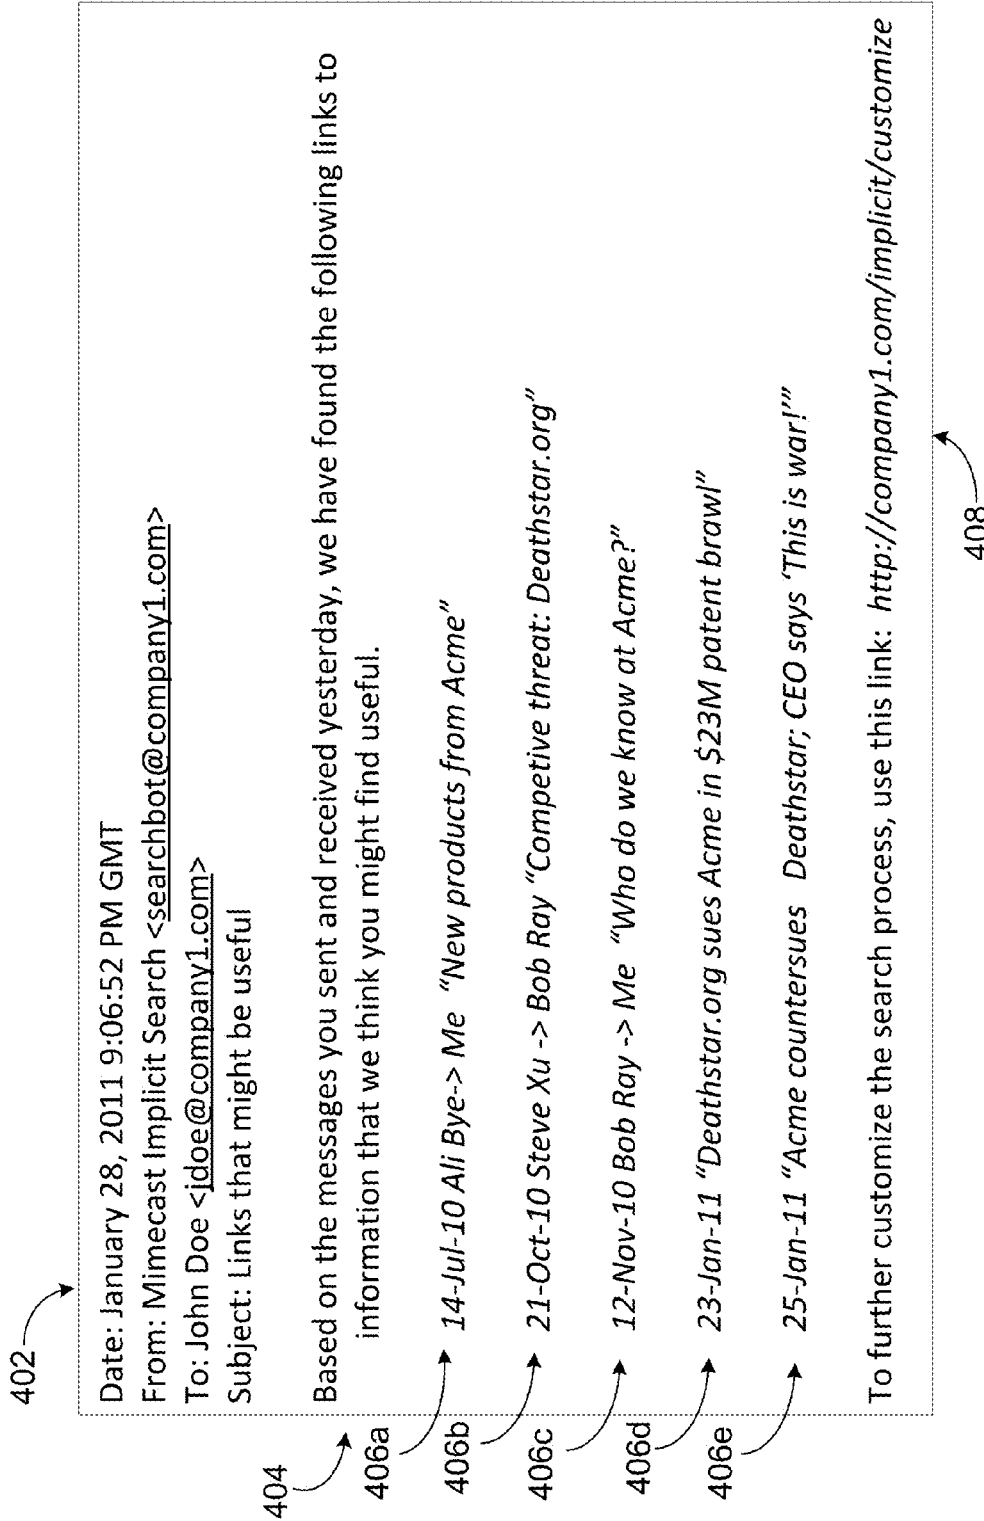 402
Date: January 28, 2011 9:06:52 PM GMT
From: Mimecast Implicit Search <searchbot@company1.com>
To: John Doe <jdoe@company1.com>
Subject: Links that might be useful
404
Based on the messages you sent and received yesterday, we have found the following links to
information that we think you might find useful.
406a
14-Jul-10 Ali Bye-> Me “New products from Acme”
406b
21-Oct-10 Steve Xu -> Bob Ray “Competive threat: Deathstar.org”
406c
12-Nov-10 Bob Ray -> Me “Who do we know at Acme?”
406d
23-Jan-11 “Deathstar.org sues Acme in $23M patent brawl”
406e
25-Jan-11 “Acme countersues Deathstar; CEO says ‘This is war!’”
To further customize the search process, use this link: http://company1.com/implicit/customize
408